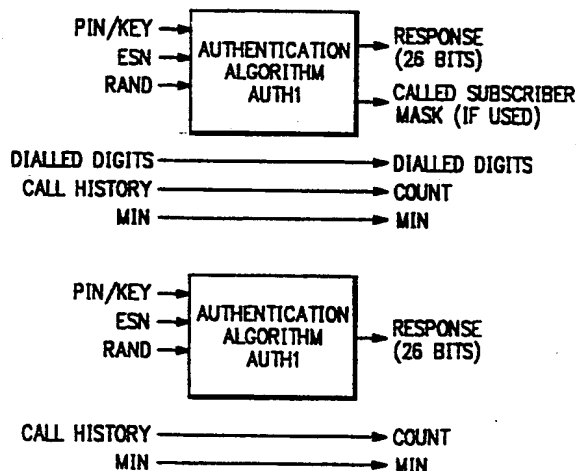 PIN/KEY
ESN
RAND
AUTHENTICATION
ALGORITHM
AUTH1
RESPONSE
(26 BITS)
CALLED SUBSCRIBER
MASK (IF USED)
DIALLED DIGITS
DIALLED DIGITS
CALL HISTORY
COUNT
MIN
MIN
PIN/KEY
ESN
RAND
AUTHENTICATION
ALGORITHM
AUTH1
RESPONSE
(26 BITS)
CALL HISTORY
COUNT
MIN
MIN